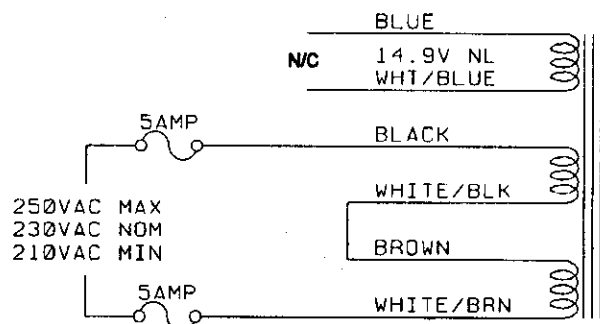 BLUE
N/C
14.9V NL
WHT/BLUE
5AMP
BLACK
WHITE/BLK
250VAC MAX
230VAC NOM
210VAC MIN
BROWN
5AMP
WHITE/BRN